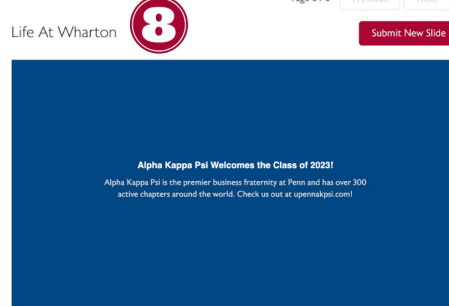 Life At Wharton
8
Submit New Slide
Alpha Kappa Psi Welcomes the Class of 2023!
Alpha Kappa Psi is the premier business fraternity at Penn and has over 300
active chapters around the world. Check us out at upennakpsi.com!